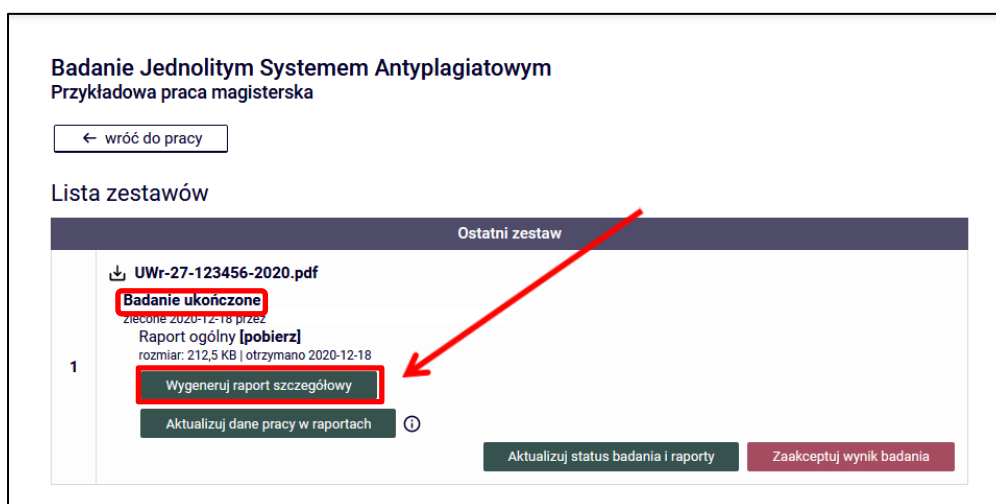 Badanie Jednolitym Systemem Antyplagiatowym
Przykładowa praca magisterska
← wróć do pracy
Lista zestawów
Ostatni zestaw
1
UWr-27-123456-2020.pdf
Badanie ukończone
zlecone 2020-12-18 przez
Raport ogólny [pobierz]
rozmiar: 212,5 KB | otrzymano 2020-12-18
Wygeneruj raport szczegółowy
Aktualizuj dane pracy w raportach
Aktualizuj status badania i raporty
Zaakceptuj wynik badania